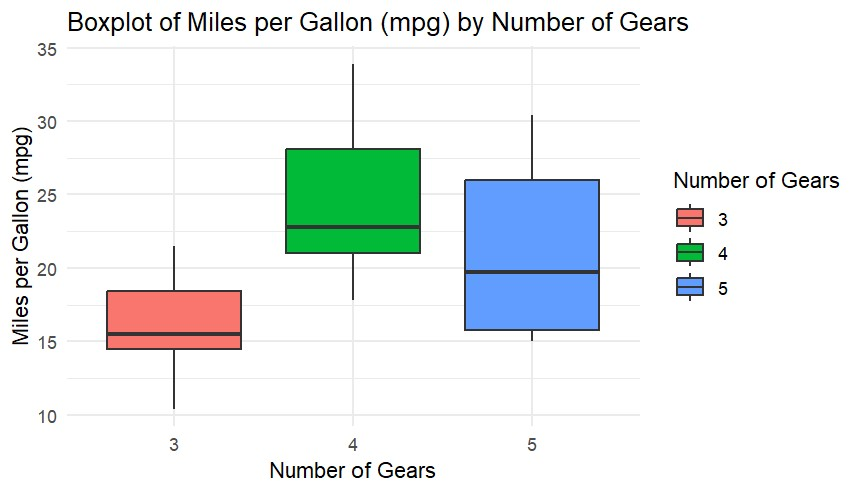 Boxplot of Miles per Gallon (mpg) by Number of Gears
Miles per Gallon (mpg)
35
30
25
20
15
10
3 4 5
Number of Gears
Number of Gears
3
4
5